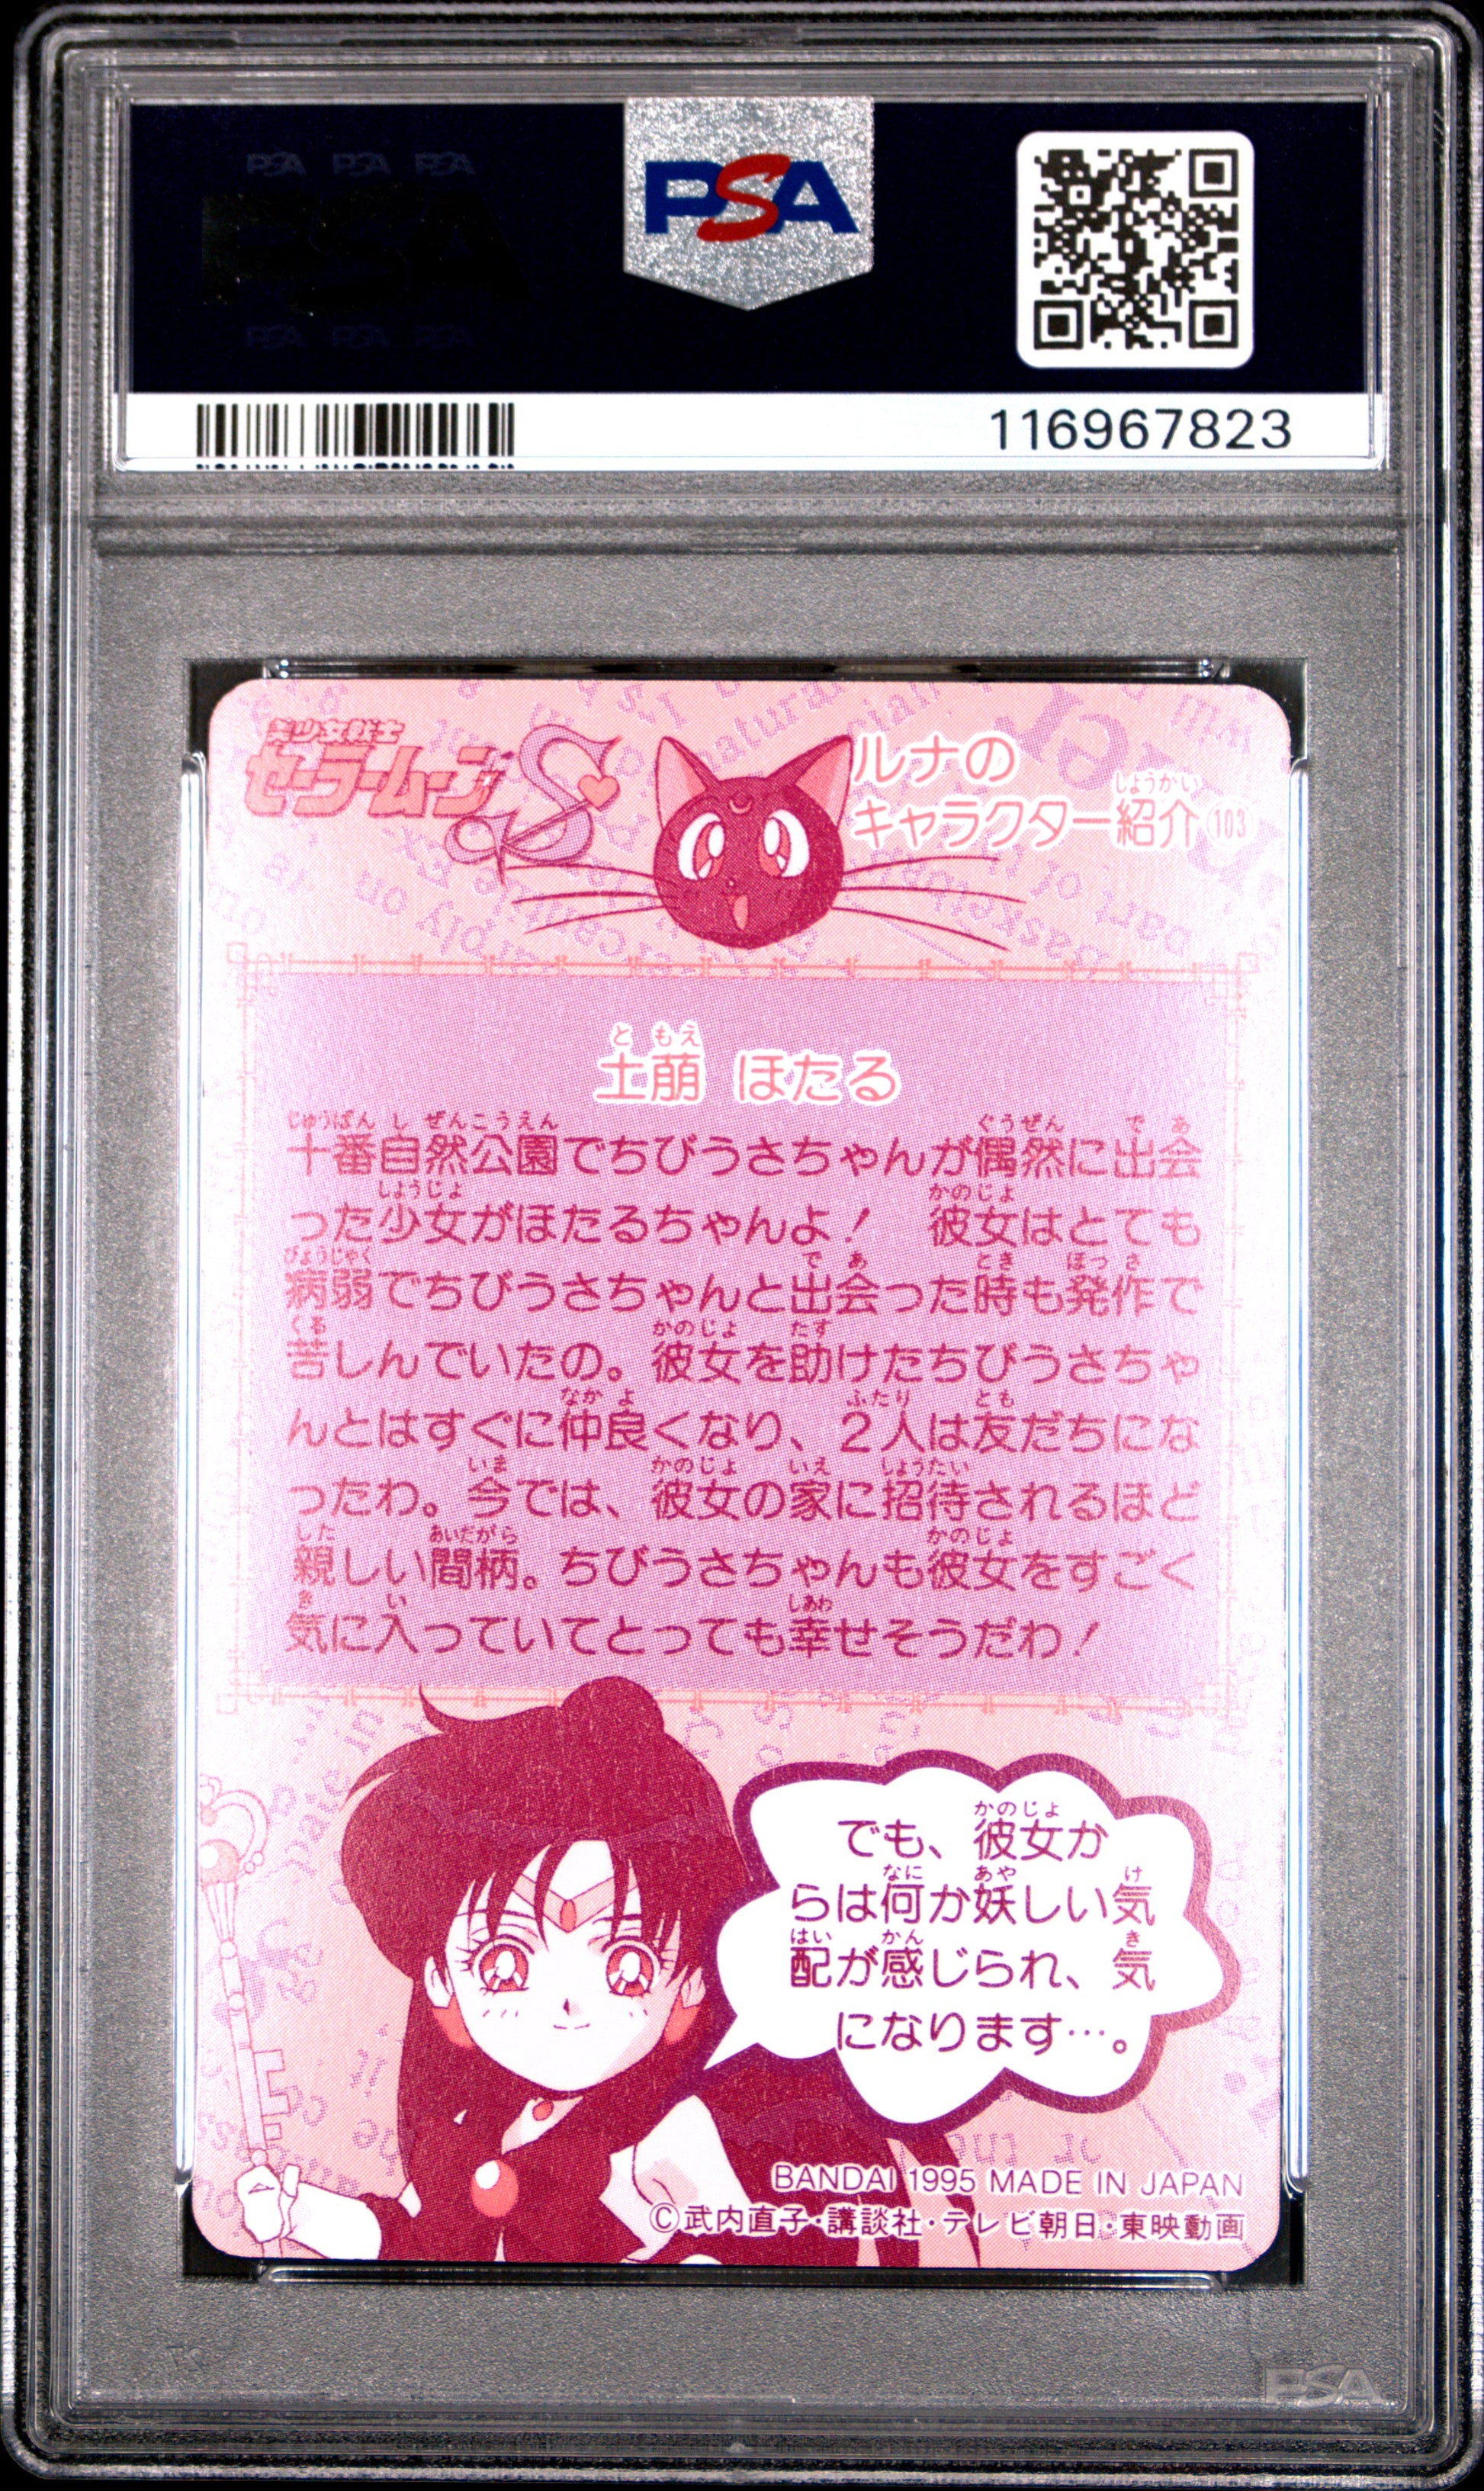 PSA PSA PSA
PSA
PSA PSA PSA
PSA
116967823
美少女戦士
セーラームーン
S
ルナの
しょうかい
キャラクター紹介 103
ともえ
土萠 ほたる
じゅうばんしぜんこうえん ぐうぜん であ
十番自然公園でちびうさちゃんが偶然に出会
しょうじょ かのじょ
った少女がほたるちゃんよ! 彼女はとても
びょうじゃく であ とき ほっさ
病弱でちびうさちゃんと出会った時も発作で
くる かのじょ たす
苦しんでいたの。彼女を助けたちびうさちゃ
なかよ ふたり とも
んとはすぐに仲良くなり、2人は友だちにな
いま かのじょ いえ しょうたい
ったわ。今では、彼女の家に招待されるほど
した あいだがら かのじょ
親しい間柄。ちびうさちゃんも彼女をすごく
き い しあわ
気に入っていてとっても幸せそうだわ!
かのじょ
でも、彼女か
なに あや け
らは何か妖しい気
はい かん き
配が感じられ、気
になります…。
BANDAI 1995 MADE IN JAPAN
©武内直子・講談社・テレビ朝日・東映動画
PSA